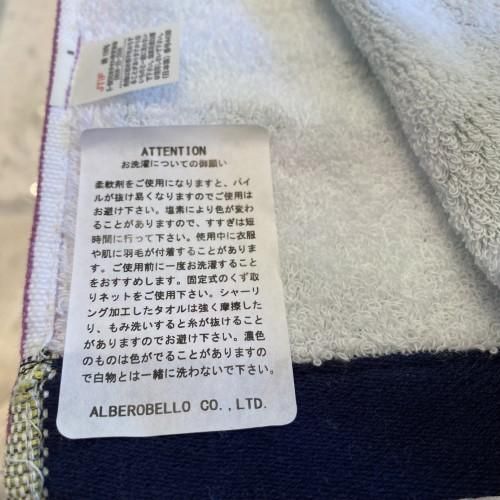 JTIF
綿 100%
ATTENTION
お洗濯についての御願い
柔軟剤をご使用になりますと、パイ
ルが抜け易くなりますのでご使用は
お避け下さい。塩素により色が変わ
ることがありますので、すすぎは短
時間に行って下さい。使用中に衣服
や肌に羽毛が付着することがありま
す。ご使用前に一度お洗濯すること
をおすすめします。固定式のくず取
りネットをご使用下さい。シャーリ
ング加工したタオルは強く摩擦した
り、もみ洗いすると糸が抜けること
がありますのでお避け下さい。濃色
のものは色がでることがありますの
で白物とは一緒に洗わないで下さい。
ALBEROBELLO CO.,LTD.